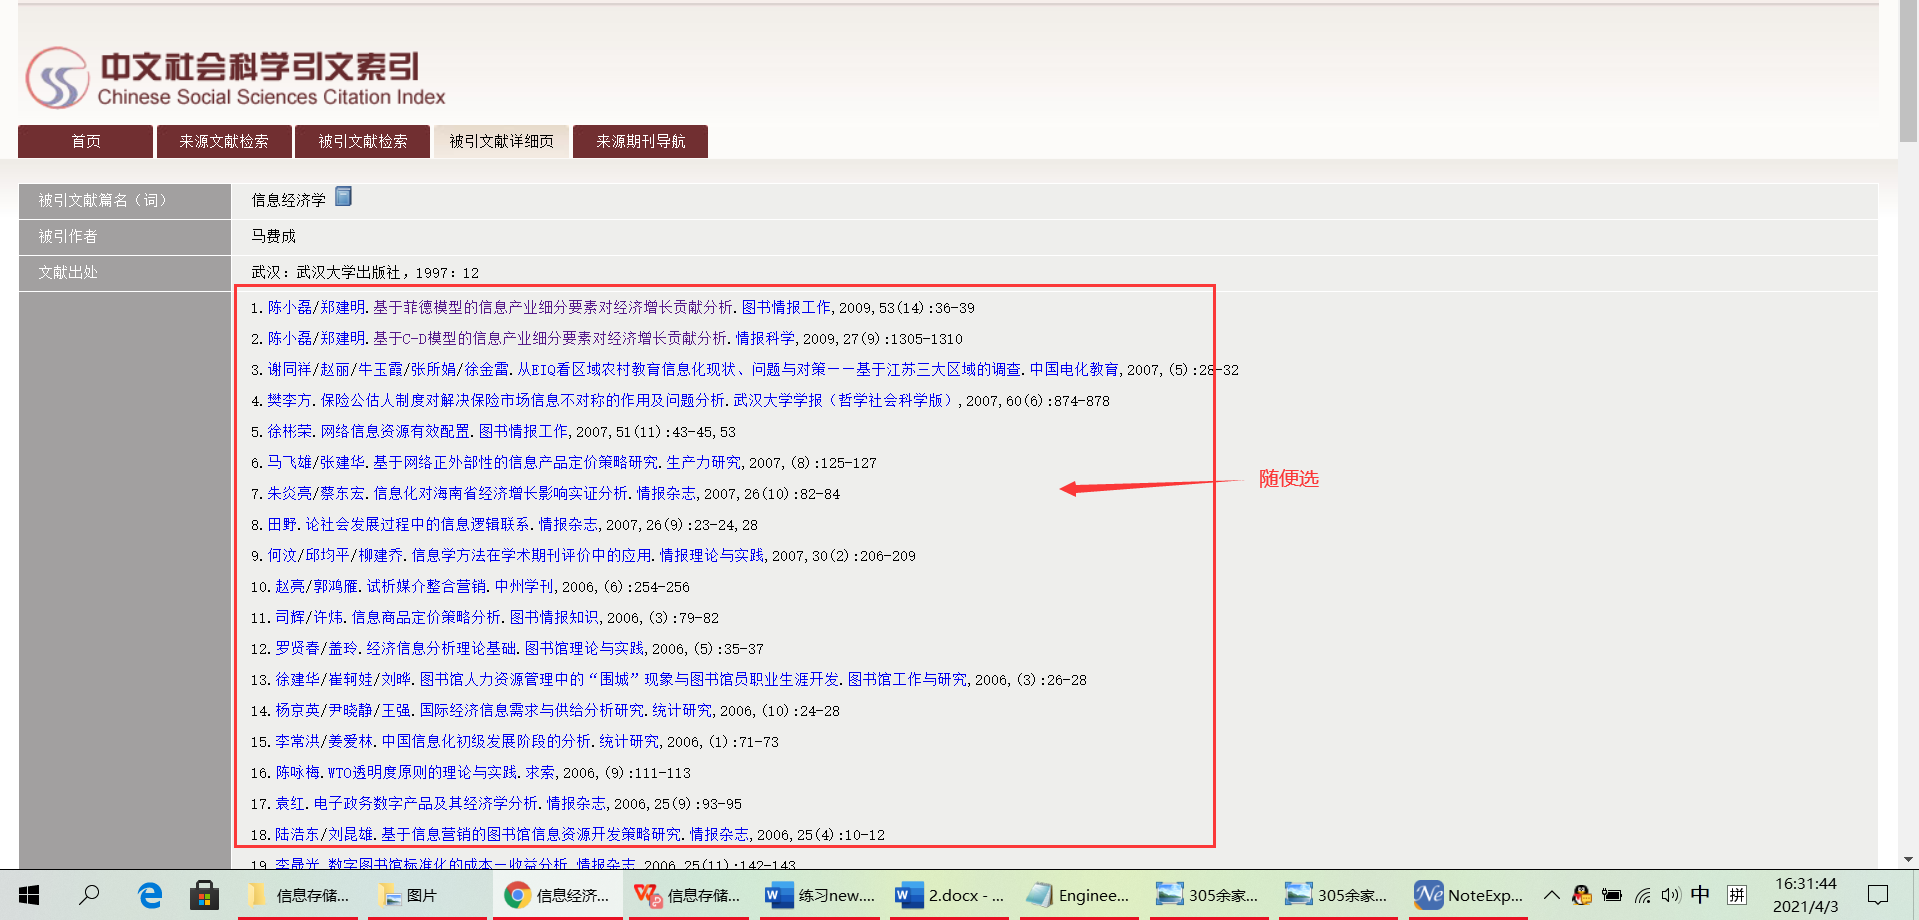 中文社会科学引文索引
Chinese Social Sciences Citation Index
首页 来源文献检索 被引文献检索 被引文献详细页 来源期刊导航
被引文献篇名（词） 信息经济学
被引作者 马费成
文献出处 武汉: 武汉大学出版社,1997: 12
1.陈小磊/郑建明.基于菲德模型的信息产业细分要素对经济增长贡献分析.图书情报工作,2009,53(14):36-39
2.陈小磊/郑建明.基于C-D模型的信息产业细分要素对经济增长贡献分析.情报科学,2009,27(9):1305-1310
3.谢同祥/赵丽/牛玉霞/张所娟/徐金雷.从EIQ看区域农村教育信息化现状、问题与对策－－基于江苏三大区域的调查.中国电化教育,2007,(5):28-32
4.樊李方.保险公估人制度对解决保险市场信息不对称的作用及问题分析.武汉大学学报（哲学社会科学版）,2007,60(6):874-878
5.徐彬荣.网络信息资源有效配置.图书情报工作,2007,51(11):43-45,53
6.马飞雄/张建华.基于网络正外部性的信息产品定价策略研究.生产力研究,2007,(8):125-127
7.朱炎亮/蔡东宏.信息化对海南省经济增长影响实证分析.情报杂志,2007,26(10):82-84
随便选
8.田野.论社会发展过程中的信息逻辑联系.情报杂志,2007,26(9):23-24,28
9.何汶/邱均平/柳建乔.信息学方法在学术期刊评价中的应用.情报理论与实践,2007,30(2):206-209
10.赵亮/郭鸿雁.试析媒介整合营销.中州学刊,2006,(6):254-256
11.司辉/许炜.信息商品定价策略分析.图书情报知识,2006,(3):79-82
12.罗贤春/盖玲.经济信息分析理论基础.图书馆理论与实践,2006,(5):35-37
13.徐建华/崔轲娃/刘晔.图书馆人力资源管理中的“围城”现象与图书馆员职业生涯开发.图书馆工作与研究,2006,(3):26-28
14.杨京英/尹晓静/王强.国际经济信息需求与供给分析研究.统计研究,2006,(10):24-28
15.李常洪/姜爱林.中国信息化初级发展阶段的分析.统计研究,2006,(1):71-73
16.陈咏梅.WTO透明度原则的理论与实践.求索,2006,(9):111-113
17.袁红.电子政务数字产品及其经济学分析.情报杂志,2006,25(9):93-95
18.陆浩东/刘昆雄.基于信息营销的图书馆信息资源开发策略研究.情报杂志,2006,25(4):10-12
19.李晟光.数字图书馆标准化的成本－收益分析.情报杂志,2006,25(11):142-143
信息存储... 图片 信息经济... 信息存储... 练习new.... 2.docx - ... Enginee... 305余家... 305余家... NoteExp... 中 拼 16:31:44
2021/4/3